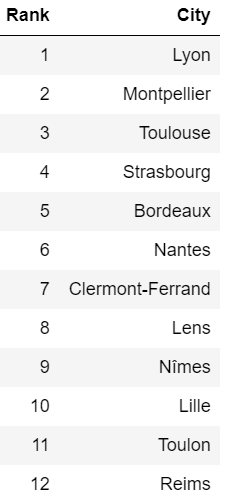 Rank City
1 Lyon
2 Montpellier
3 Toulouse
4 Strasbourg
5 Bordeaux
6 Nantes
7 Clermont-Ferrand
8 Lens
9 Nîmes
10 Lille
11 Toulon
12 Reims